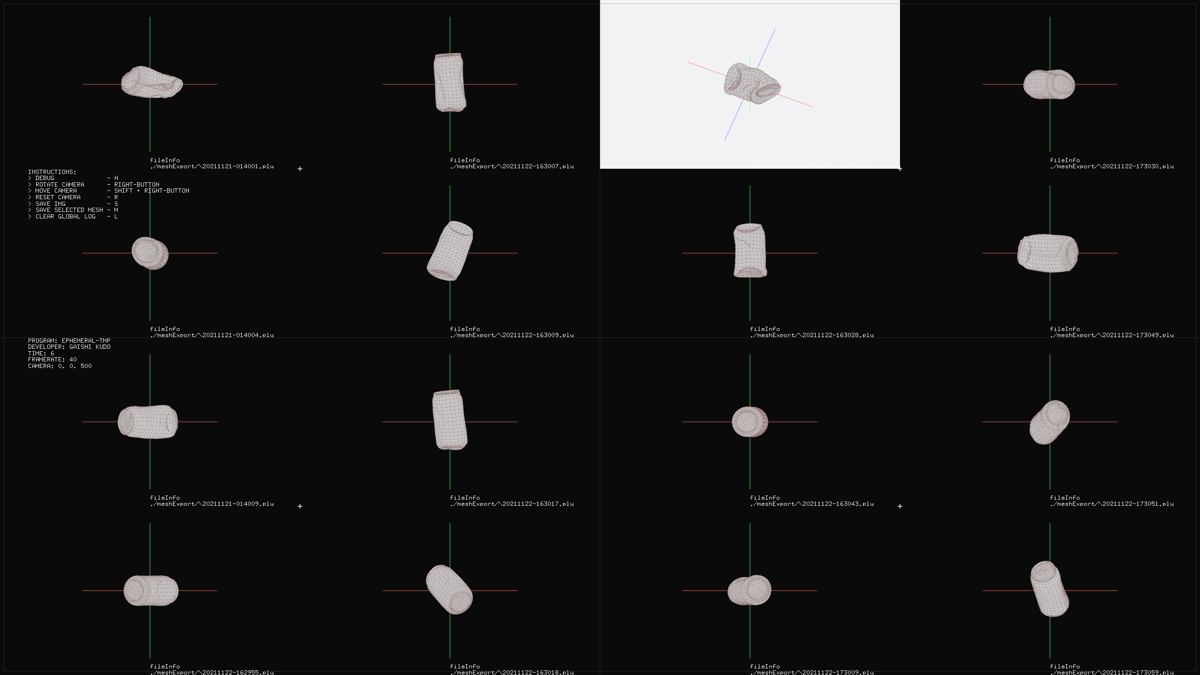 fileInfo
./meshExport/^20211121-014001.ply
fileInfo
./meshExport/^20211122-163007.ply
fileInfo
./meshExport/^20211122-173030.ply
INSTRUCTIONS:
> DEBUG - H
> ROTATE CAMERA - RIGHT-BUTTON
> MOVE CAMERA - SHIFT + RIGHT-BUTTON
> RESET CAMERA - R
> SAVE IMG - S
> SAVE SELECTED MESH - M
> CLEAR GLOBAL LOG - L
fileInfo
./meshExport/^20211121-014004.ply
fileInfo
./meshExport/^20211122-163009.ply
fileInfo
./meshExport/^20211122-163028.ply
fileInfo
./meshExport/^20211122-173049.ply
PROGRAM: EPHEMERAL-TMP
DEVELOPER: GAISHI KUDO
TIME: 6
FRAMERATE: 40
CAMERA: 0, 0, 500
fileInfo
./meshExport/^20211121-014009.ply
fileInfo
./meshExport/^20211122-163017.ply
fileInfo
./meshExport/^20211122-163043.ply
fileInfo
./meshExport/^20211122-173051.ply
fileInfo
./meshExport/^20211122-162955.ply
fileInfo
./meshExport/^20211122-163018.ply
fileInfo
./meshExport/^20211122-173009.ply
fileInfo
./meshExport/^20211122-173059.ply